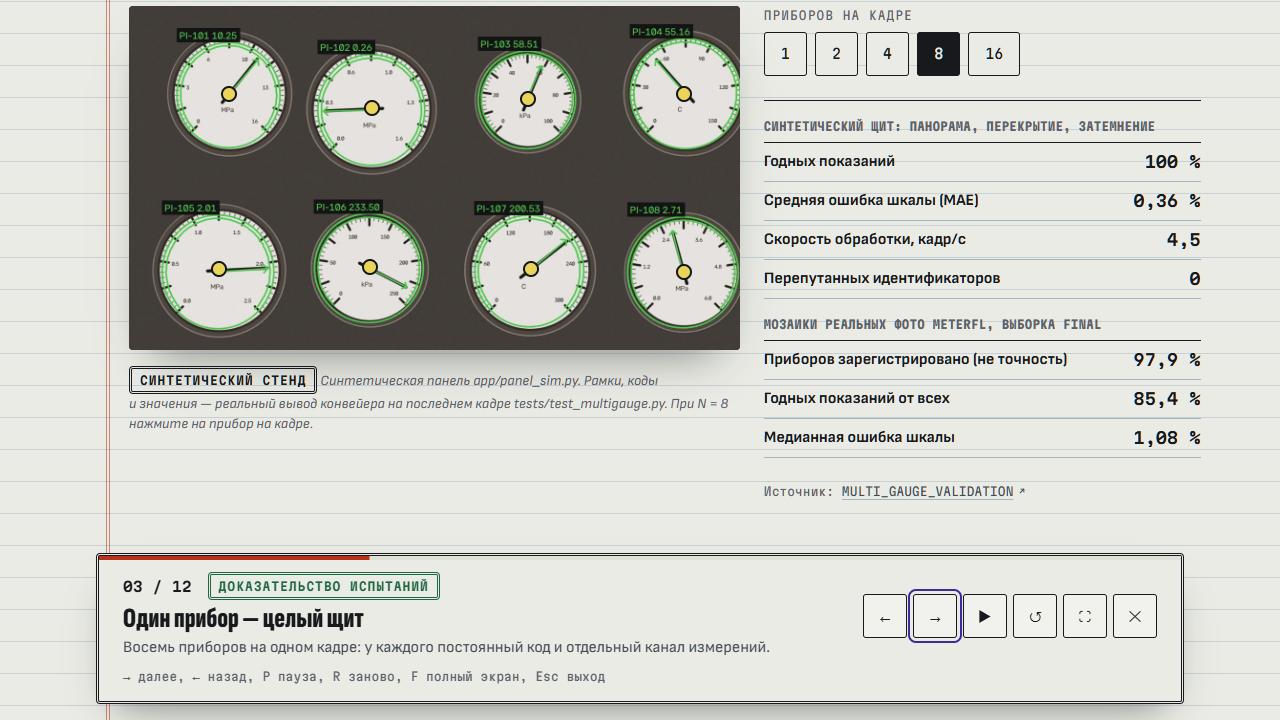 PI-101 10.25
PI-102 0.26
PI-103 58.51
PI-104 55.16
MPa
MPa
kPa
C
PI-105 2.01
PI-106 233.50
PI-107 200.53
PI-108 2.71
MPa
kPa
C
MPa
СИНТЕТИЧЕСКИЙ СТЕНД Синтетическая панель app/panel_sim.py. Рамки, коды
и значения — реальный вывод конвейера на последнем кадре tests/test_multigauge.py. При N = 8
нажмите на прибор на кадре.
ПРИБОРОВ НА КАДРЕ
1 2 4 8 16
СИНТЕТИЧЕСКИЙ ЩИТ: ПАНОРАМА, ПЕРЕКРЫТИЕ, ЗАТЕМНЕНИЕ
Годных показаний 100 %
Средняя ошибка шкалы (MAE) 0,36 %
Скорость обработки, кадр/с 4,5
Перепутанных идентификаторов 0
МОЗАИКИ РЕАЛЬНЫХ ФОТО METERFL, ВЫБОРКА FINAL
Приборов зарегистрировано (не точность) 97,9 %
Годных показаний от всех 85,4 %
Медианная ошибка шкалы 1,08 %
Источник: MULTI_GAUGE_VALIDATION ↗
03 / 12 ДОКАЗАТЕЛЬСТВО ИСПЫТАНИЙ
Один прибор — целый щит
Восемь приборов на одном кадре: у каждого постоянный код и отдельный канал измерений.
→ далее, ← назад, P пауза, R заново, F полный экран, Esc выход